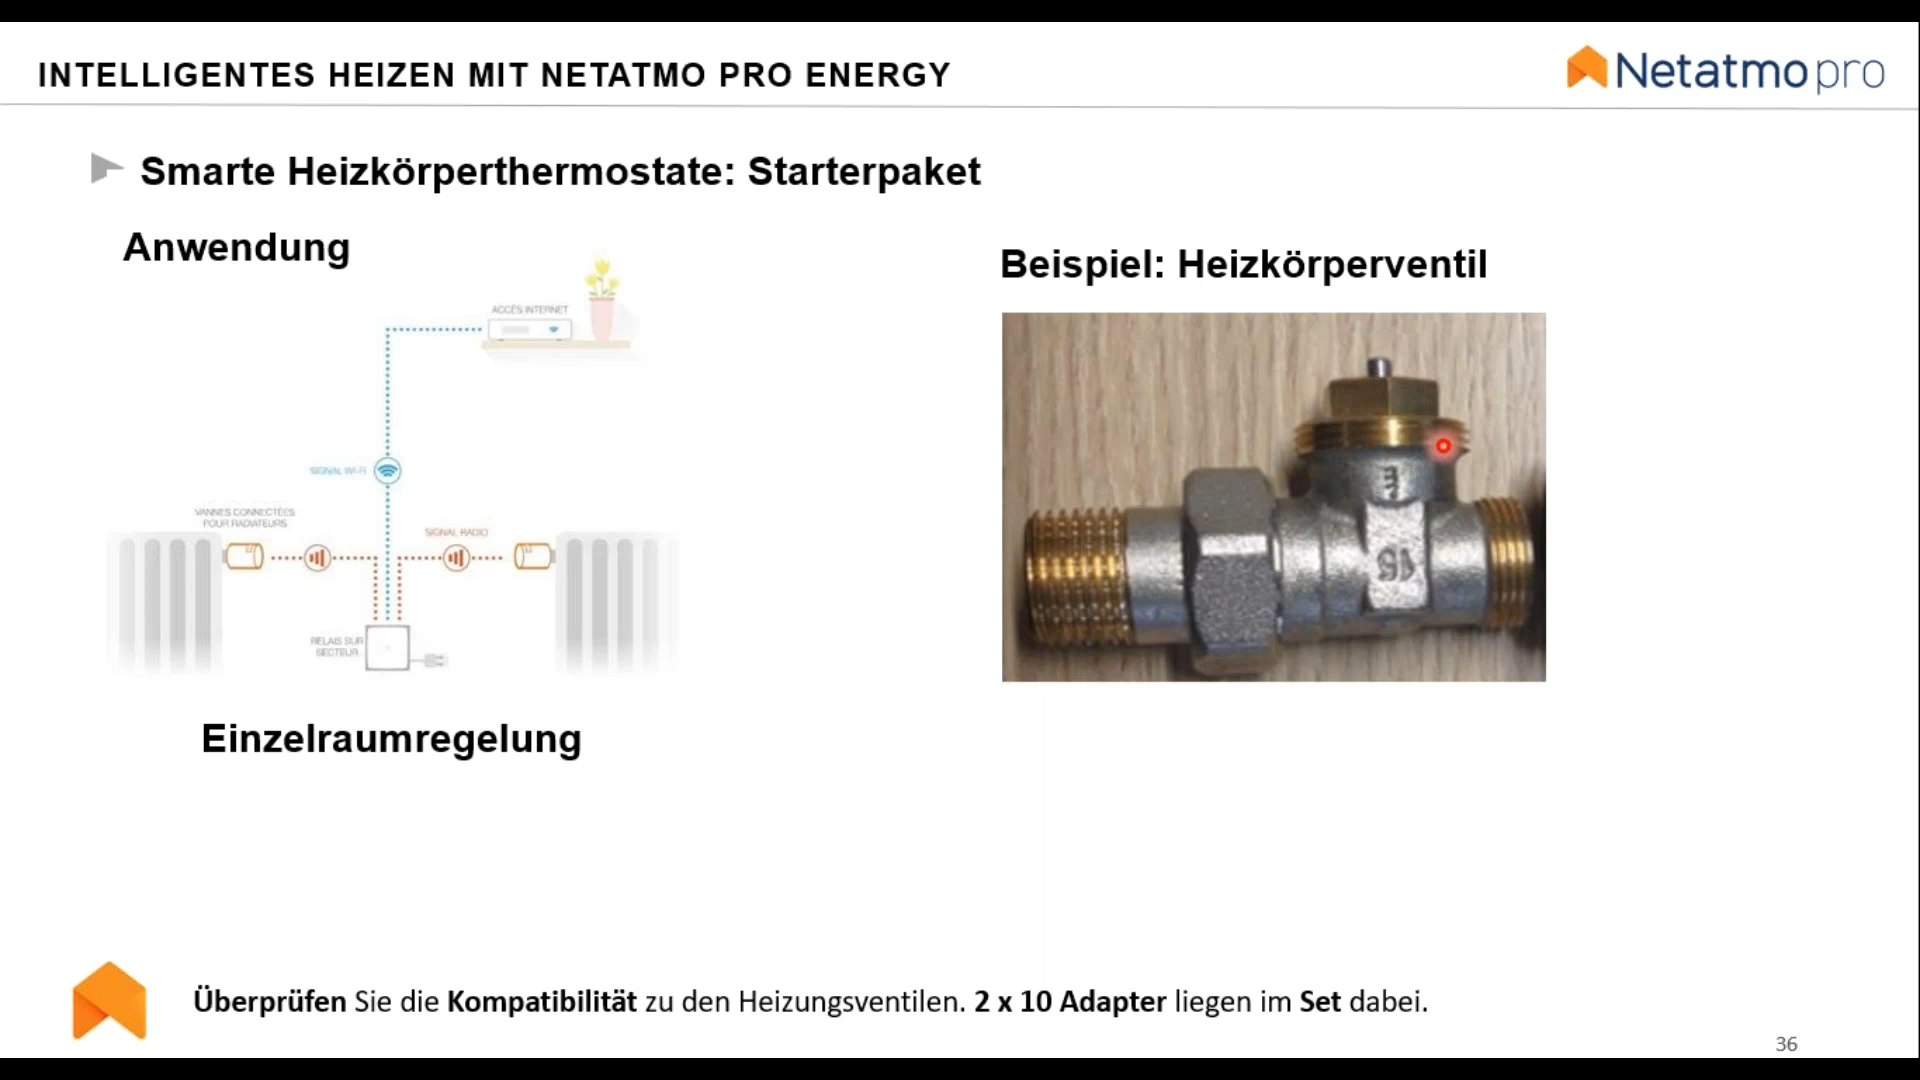 INTELLIGENTES HEIZEN MIT NETATMO PRO ENERGY
Netatmo pro
Smarte Heizkörperthermostate: Starterpaket
Anwendung
Beispiel: Heizkörperventil
ACCÈS INTERNET
SIGNAL WI-FI
VANNES CONNECTÉES
POUR RADIATEURS
SIGNAL RADIO
RELAIS SUR
SECTEUR
15
Einzelraumregelung
Überprüfen Sie die Kompatibilität zu den Heizungsventilen. 2 x 10 Adapter liegen im Set dabei.
36